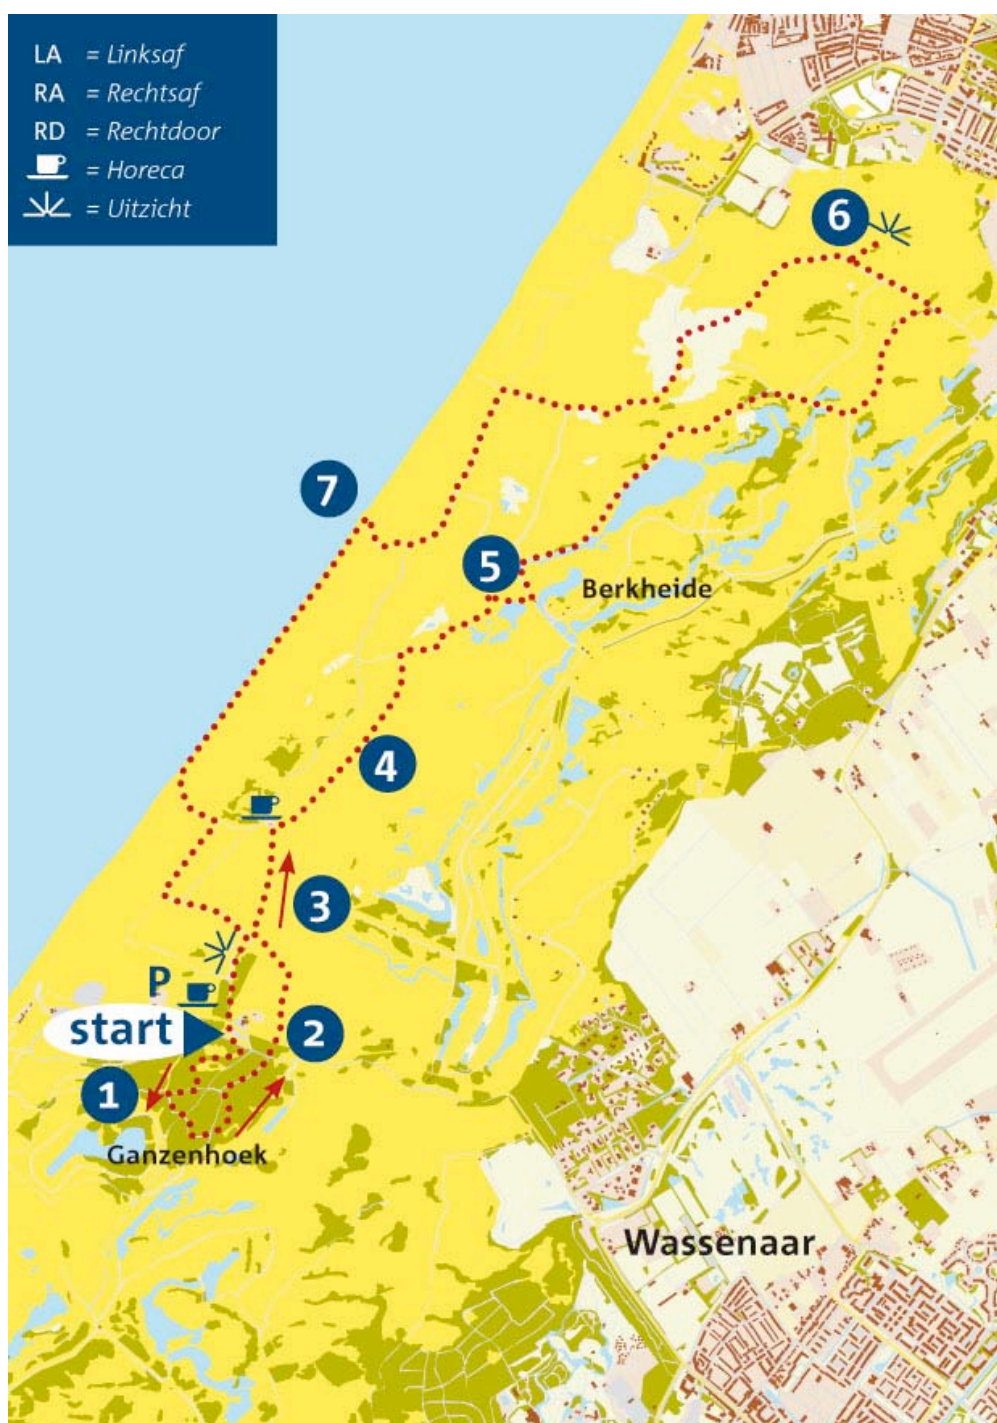 LA = Linksaf
RA = Rechtsaf
RD = Rechtdoor
= Horeca
= Uitzicht
6
7
5
Berkheide
4
3
P
start
2
1
Ganzenhoek
Wassenaar